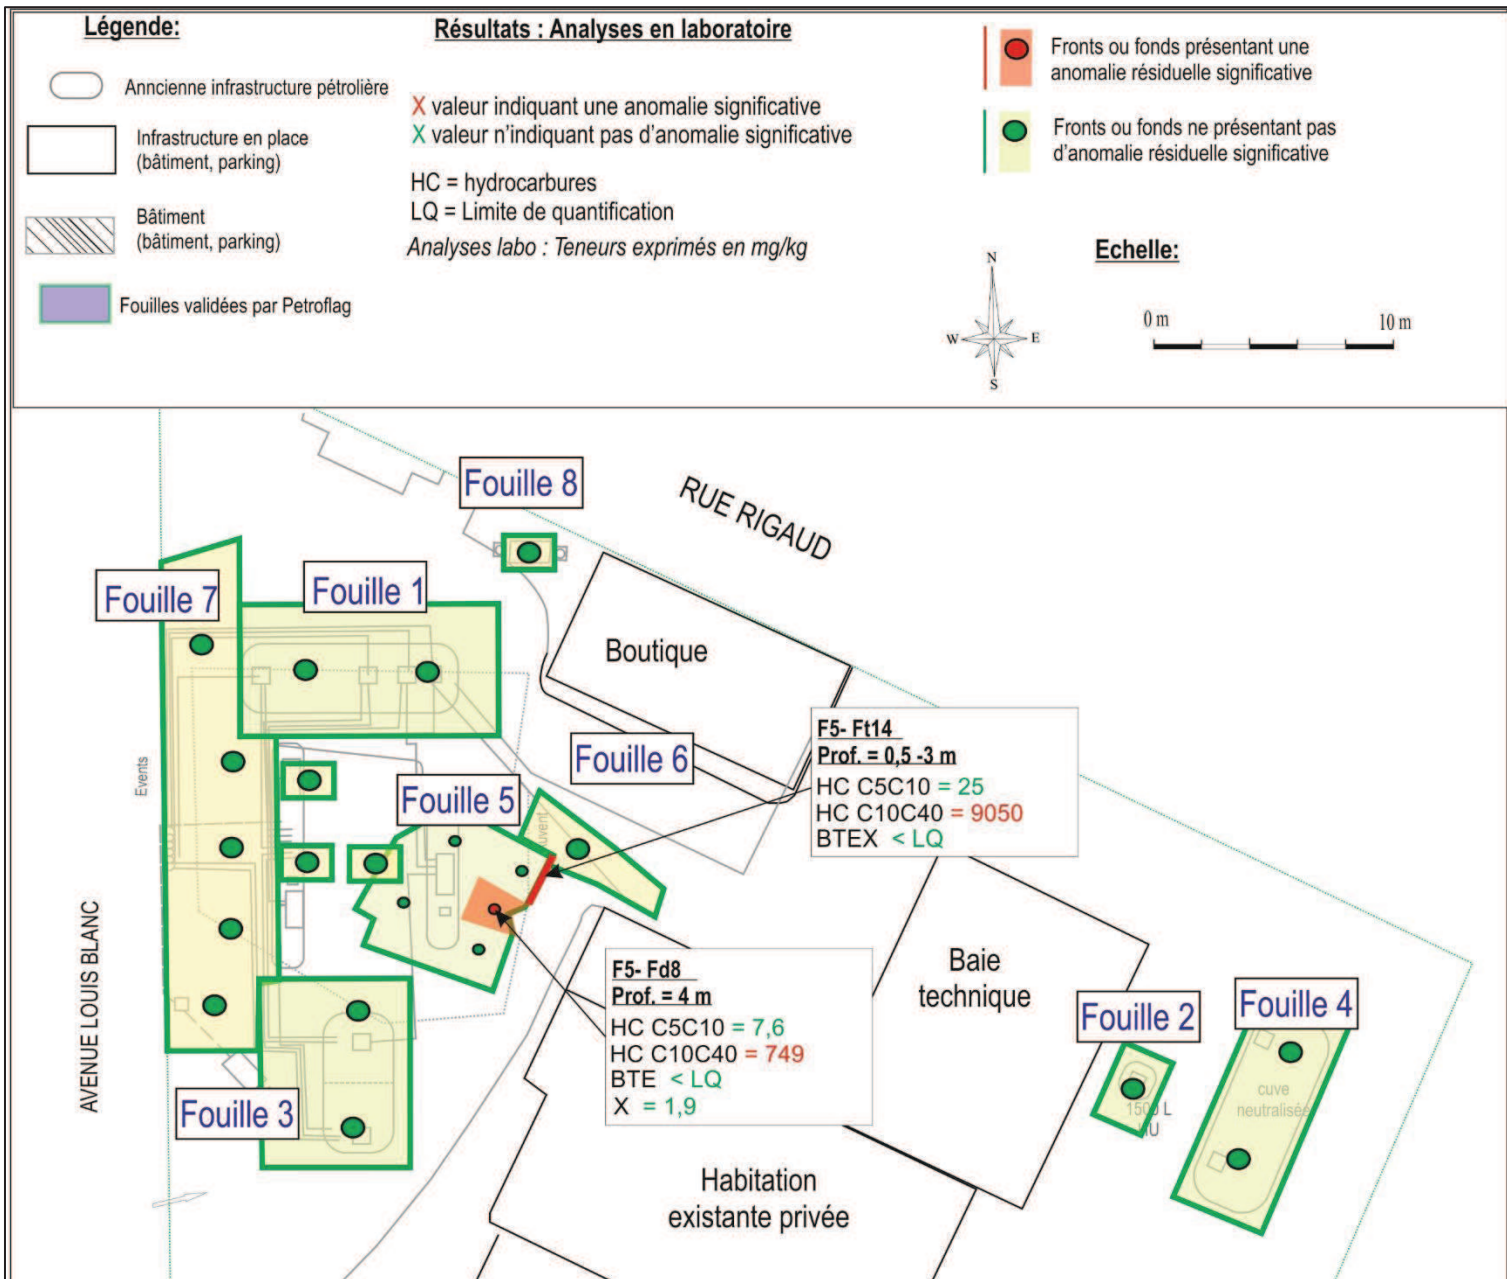 Légende:
Anncienne infrastructure pétrolière
Infrastructure en place
(bâtiment, parking)
Bâtiment
(bâtiment, parking)
Fouilles validées par Petroflag
Résultats : Analyses en laboratoire
X valeur indiquant une anomalie significative
X valeur n'indiquant pas d'anomalie significative
HC = hydrocarbures
LQ = Limite de quantification
Analyses labo : Teneurs exprimés en mg/kg
Fronts ou fonds présentant une
anomalie résiduelle significative
Fronts ou fonds ne présentant pas
d'anomalie résiduelle significative
N
W
E
S
Echelle:
0 m
10 m
Fouille 8
RUE RIGAUD
Fouille 7
Fouille 1
Boutique
Fouille 6
Fouille 5
Events
AVENUE LOUIS BLANC
F5- Ft14
Prof. = 0,5 -3 m
HC C5C10 = 25
HC C10C40 = 9050
BTEX < LQ
F5- Fd8
Prof. = 4 m
HC C5C10 = 7,6
HC C10C40 = 749
BTE < LQ
X = 1,9
Baie
technique
Fouille 2
Fouille 4
1500 L
cuve
neutralisée
Fouille 3
Habitation
existante privée